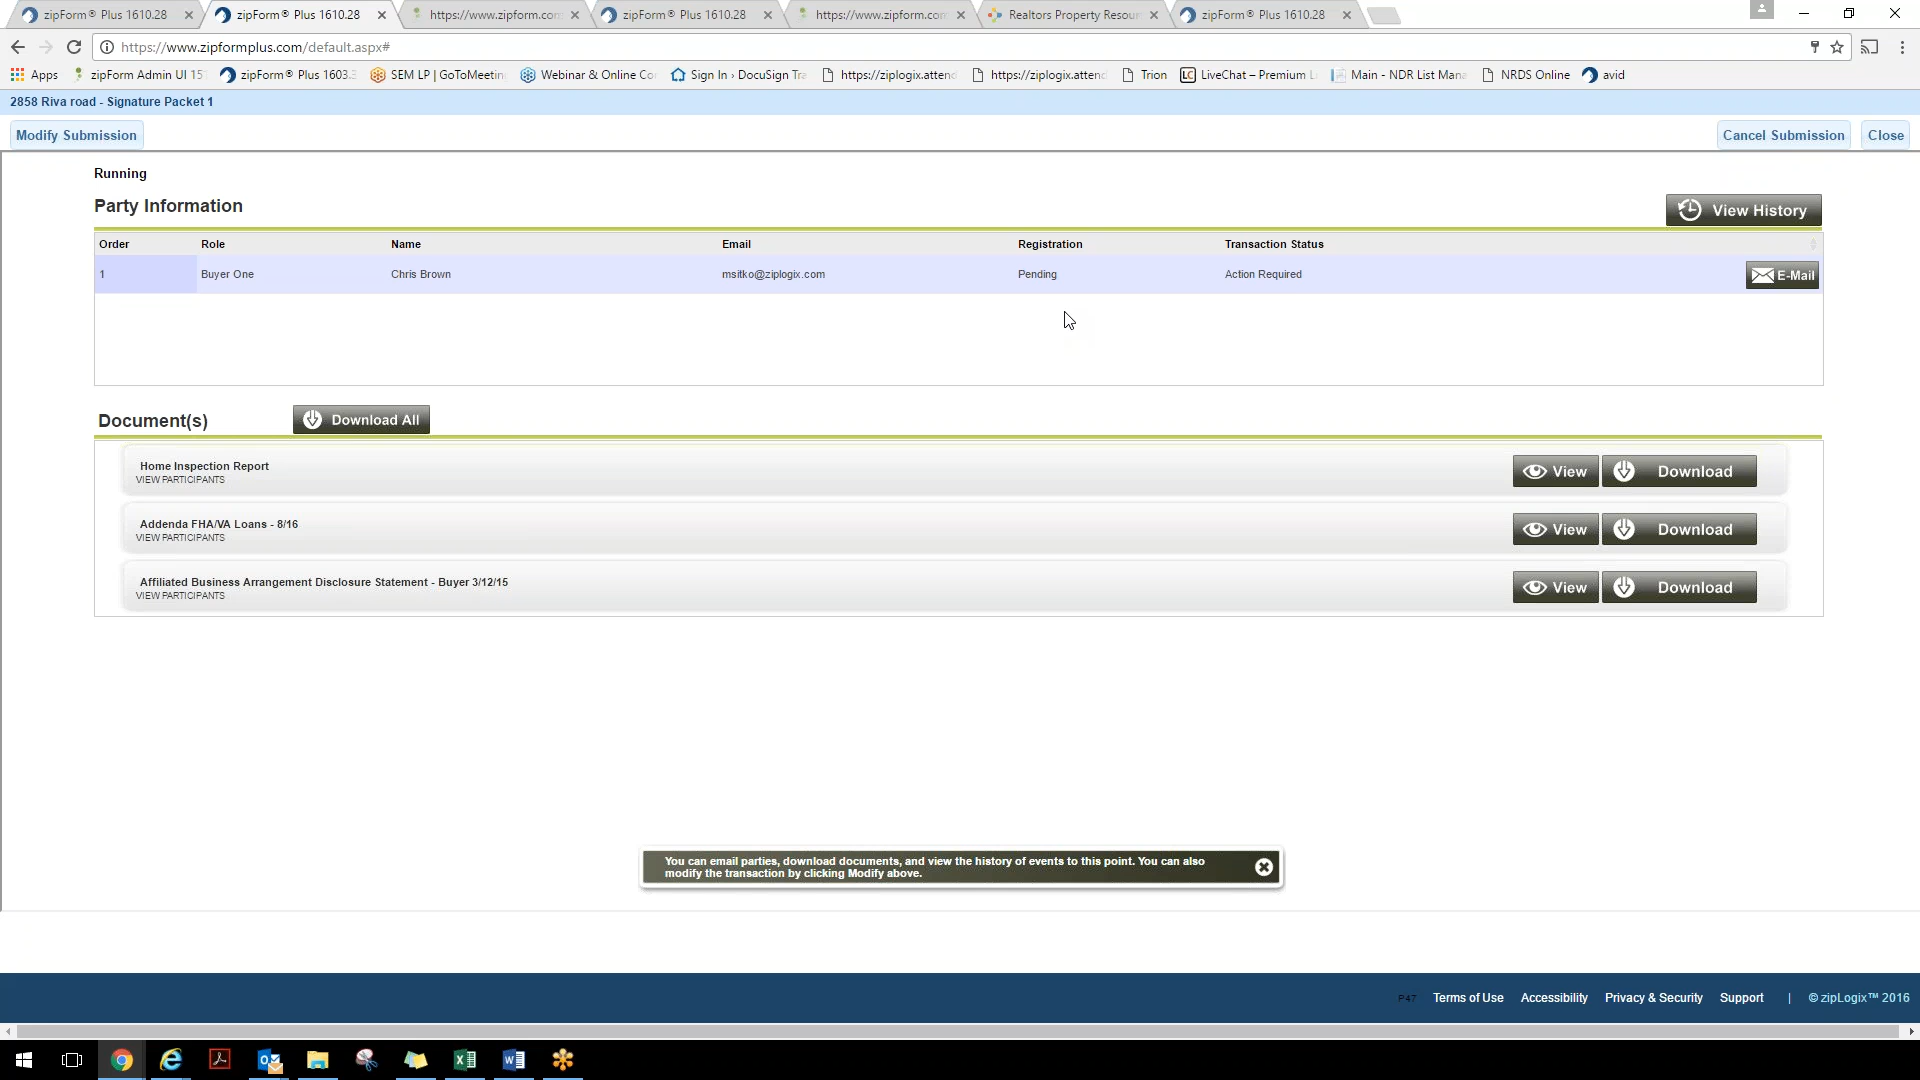 zipForm® Plus 1610.28
zipForm® Plus 1610.28
https://www.zipform.com
zipForm® Plus 1610.28
https://www.zipform.com
Realtors Property Resour
zipForm® Plus 1610.28
https://www.zipformplus.com/default.aspx#
Apps
zipForm Admin UI 15
zipForm® Plus 1603.3
SEM LP | GoToMeetin
Webinar & Online Co
Sign In › DocuSign Tra
https://ziplogix.attend
https://ziplogix.attend
Trion
LiveChat – Premium L
Main - NDR List Mana
NRDS Online
avid
2858 Riva road - Signature Packet 1
Modify Submission
Cancel Submission
Close
Running
Party Information
View History
Order Role Name Email Registration Transaction Status
1 Buyer One Chris Brown msitko@ziplogix.com Pending Action Required E-Mail
Document(s)
Download All
Home Inspection Report
VIEW PARTICIPANTS
View Download
Addenda FHA/VA Loans - 8/16
VIEW PARTICIPANTS
View Download
Affiliated Business Arrangement Disclosure Statement - Buyer 3/12/15
VIEW PARTICIPANTS
View Download
You can email parties, download documents, and view the history of events to this point. You can also
modify the transaction by clicking Modify above.
P47 Terms of Use Accessibility Privacy & Security Support | © zipLogix™ 2016